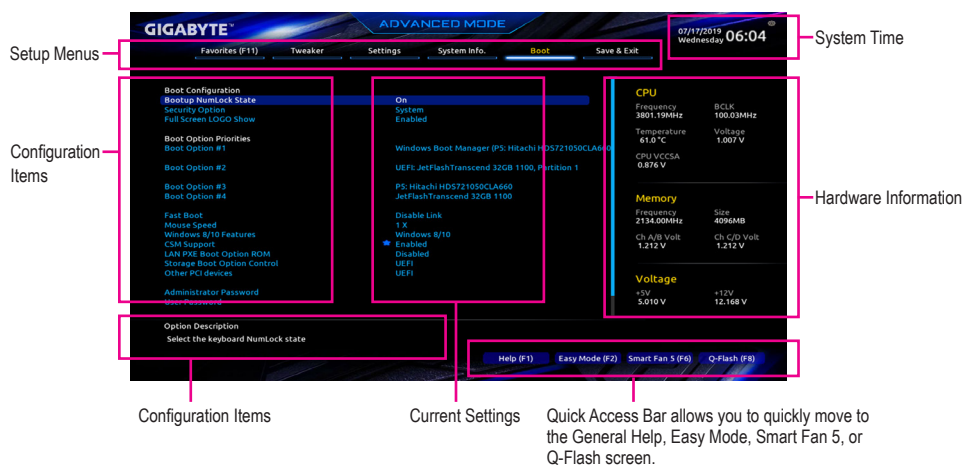 GIGABYTE™
ADVANCED MODE
07/17/2019
Wednesday 06:04
System Time
Setup Menus
Favorites (F11) Tweaker Settings System Info. Boot Save & Exit
Boot Configuration
Bootup NumLock State On
Security Option System
Full Screen LOGO Show Enabled
Boot Option Priorities
Boot Option #1 Windows Boot Manager (P5: Hitachi HDS721050CLA660
Boot Option #2 UEFI: JetFlashTranscend 32GB 1100, Partition 1
Boot Option #3 P5: Hitachi HDS721050CLA660
Boot Option #4 JetFlashTranscend 32GB 1100
Fast Boot Disable Link
Mouse Speed 1 X
Windows 8/10 Features Windows 8/10
CSM Support Enabled
LAN PXE Boot Option ROM Disabled
Storage Boot Option Control UEFI
Other PCI devices UEFI
Administrator Password
User Password
Configuration
Items
CPU
Frequency BCLK
3801.19MHz 100.03MHz
Temperature Voltage
61.0 °C 1.007 V
CPU VCCSA
0.876 V
Memory
Frequency Size
2134.00MHz 4096MB
Ch A/B Volt Ch C/D Volt
1.212 V 1.212 V
Voltage
+5V +12V
5.010 V 12.168 V
Hardware Information
Option Description
Select the keyboard NumLock state
Help (F1) Easy Mode (F2) Smart Fan 5 (F6) Q-Flash (F8)
Configuration Items
Current Settings
Quick Access Bar allows you to quickly move to
the General Help, Easy Mode, Smart Fan 5, or
Q-Flash screen.